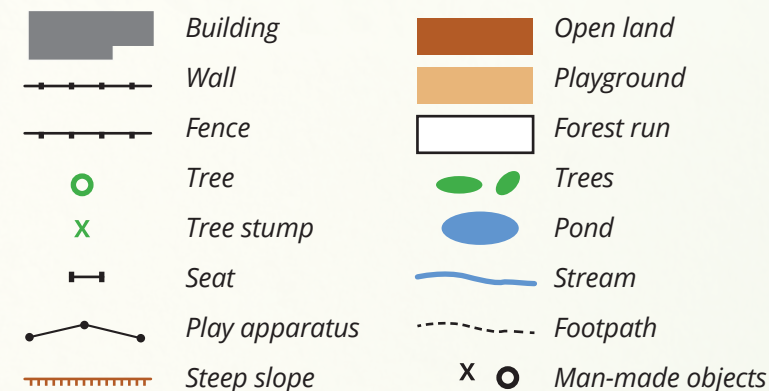 Building
Wall
Fence
Tree
X Tree stump
Seat
Play apparatus
Steep slope
Open land
Playground
Forest run
Trees
Pond
Stream
Footpath
X Man-made objects